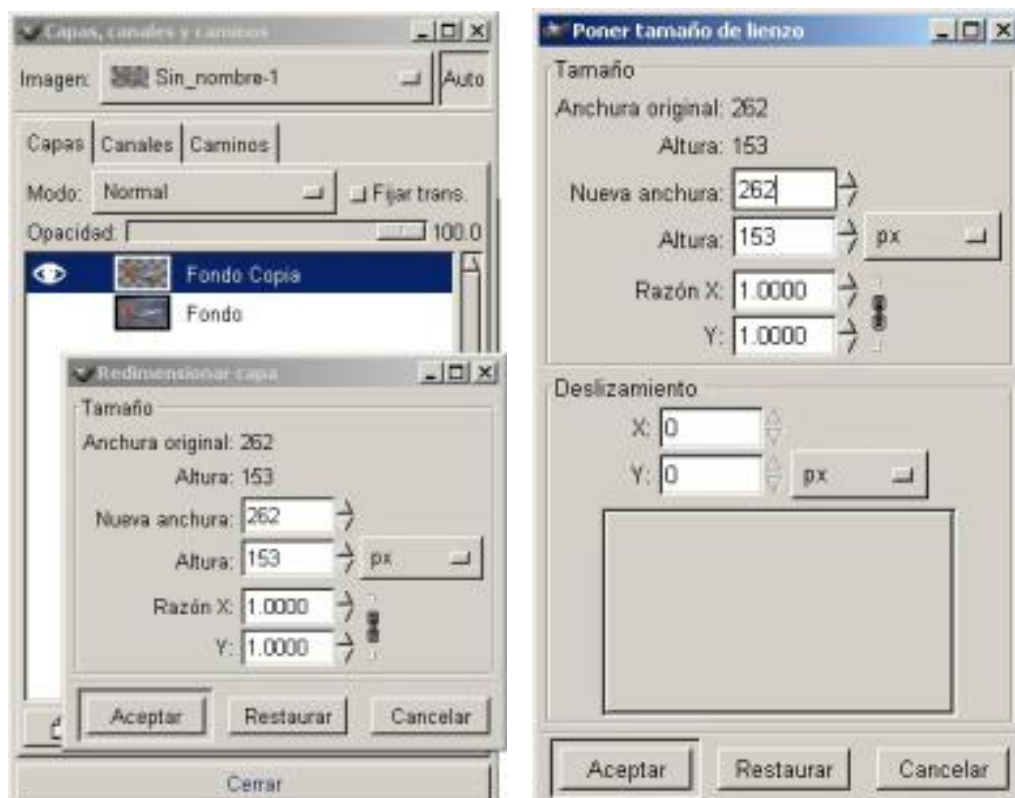 Capas, canales y caminos
Imagen: Sin_nombre-1 Auto
Capas Canales Caminos
Modo: Normal Fijar trans.
Opacidad: 100.0
Fondo Copia
Fondo
Redimensionar capa
Tamaño
Anchura original: 262
Altura: 153
Nueva anchura: 262
Altura: 153 px
Razón X: 1.0000
Y: 1.0000
Aceptar Restaurar Cancelar
Cerrar
Poner tamaño de lienzo
Tamaño
Anchura original: 262
Altura: 153
Nueva anchura: 262
Altura: 153 px
Razón X: 1.0000
Y: 1.0000
Deslizamiento
X: 0
Y: 0 px
Aceptar Restaurar Cancelar